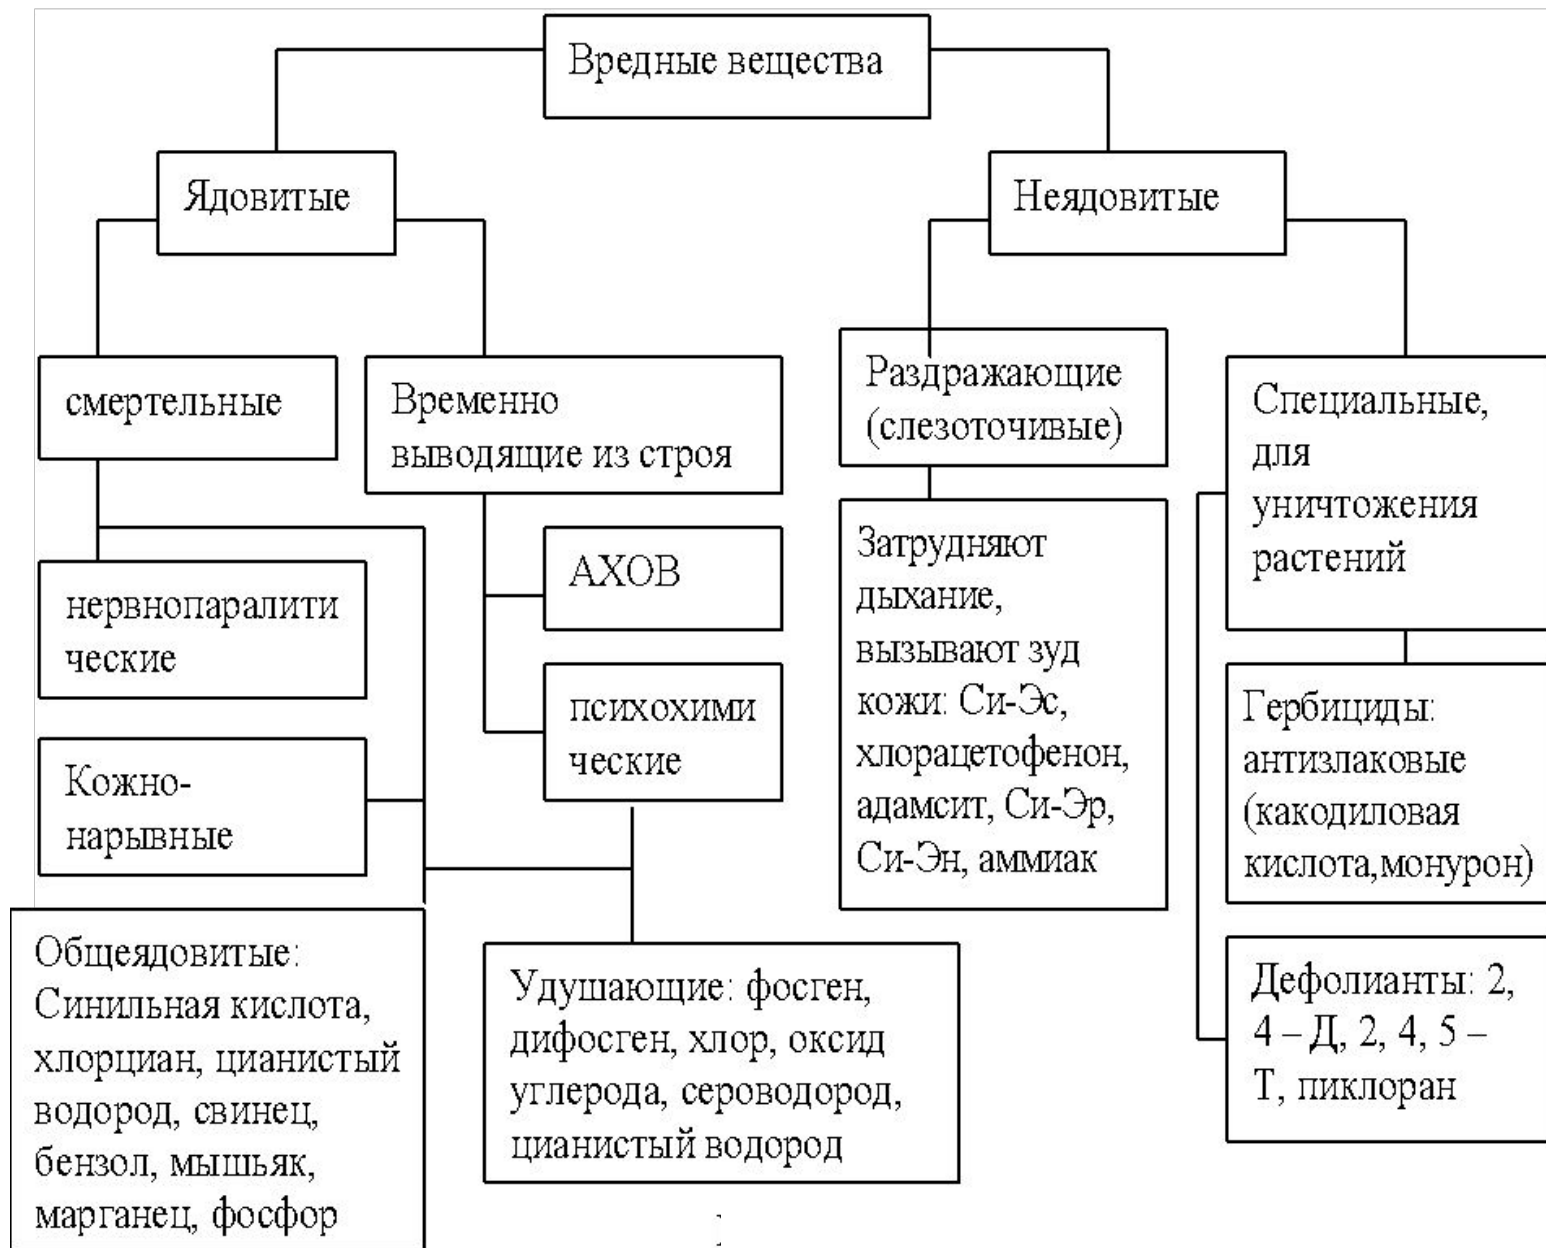 Вредные вещества
Ядовитые
Неядовитые
смертельные
Временно
выводящие из строя
Раздражающие
(слезоточивые)
Специальные,
для
уничтожения
растений
нервнопаралити
ческие
АХОВ
психохими
ческие
Затрудняют
дыхание,
вызывают зуд
кожи: Си-Эс,
хлорацетофенон,
адамсит, Си-Эр,
Си-Эн, аммиак
Гербициды:
антизлаковые
(какодиловая
кислота,монурон)
Кожно-
нарывные
Общеядовитые:
Синильная кислота,
хлорциан, цианистый
водород, свинец,
бензол, мышьяк,
марганец, фосфор
Удушающие: фосген,
дифосген, хлор, оксид
углерода, сероводород,
цианистый водород
Дефолианты: 2,
4 – Д, 2, 4, 5 –
Т, пиклоран